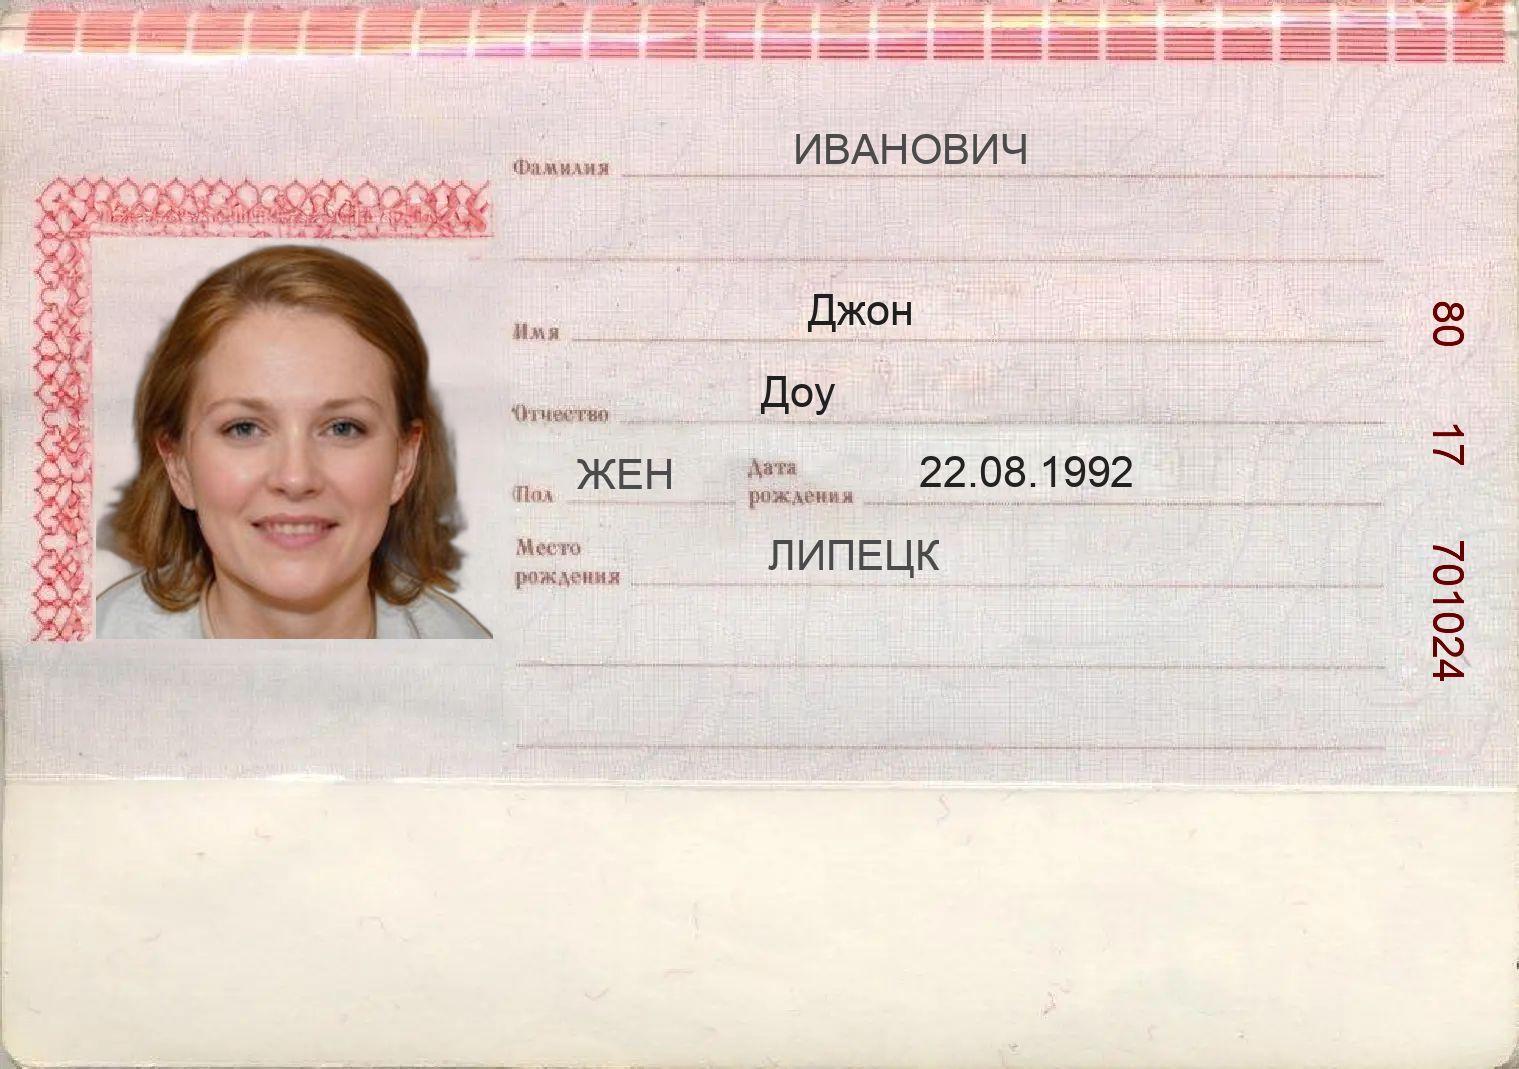 Фамилия ИВАНОВИЧ
Имя Джон
Отчество Доу
Пол ЖЕН Дата рождения 22.08.1992
Место рождения ЛИПЕЦК
80 17 701024